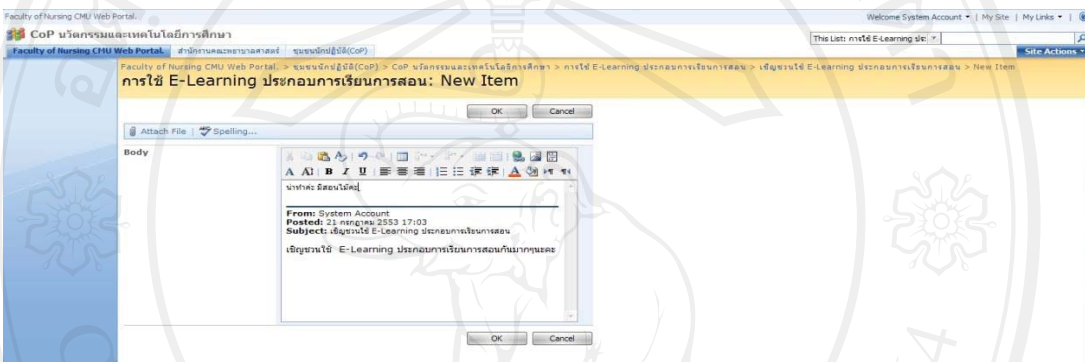 Faculty of Nursing CMU Web Portal.
Welcome System Account | My Site | My Links
CoP นวัตกรรมและเทคโนโลยีการศึกษา
This List: การใช้ E-Learning ประ
Faculty of Nursing CMU Web Portal. สำนักงานคณะพยาบาลศาสตร์ ชุมชนนักปฏิบัติ(CoP)
Site Actions
Faculty of Nursing CMU Web Portal. > ชุมชนนักปฏิบัติ(CoP) > CoP นวัตกรรมและเทคโนโลยีการศึกษา > การใช้ E-Learning ประกอบการเรียนการสอน > เชิญชวนใช้ E-Learning ประกอบการเรียนการสอน > New Item
การใช้ E-Learning ประกอบการเรียนการสอน: New Item
OK Cancel
Attach File | Spelling...
Body
A A B I U A
น่าทำค่ะ มีสอนไม๊คะ
From: System Account
Posted: 21 กรกฎาคม 2553 17:03
Subject: เชิญชวนใช้ E-Learning ประกอบการเรียนการสอน
เชิญชวนใช้ E-Learning ประกอบการเรียนการสอนกันมากๆนะคะ
OK Cancel